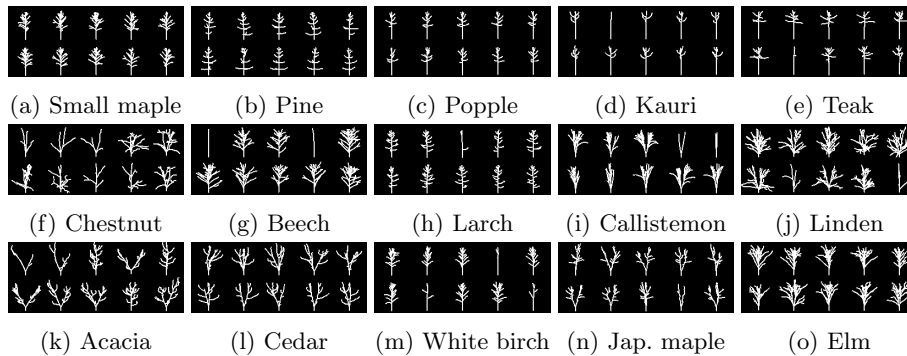 (a) Small maple (b) Pine (c) Popple (d) Kauri (e) Teak
(f) Chestnut (g) Beech (h) Larch (i) Callistemon (j) Linden
(k) Acacia (l) Cedar (m) White birch (n) Jap. maple (o) Elm